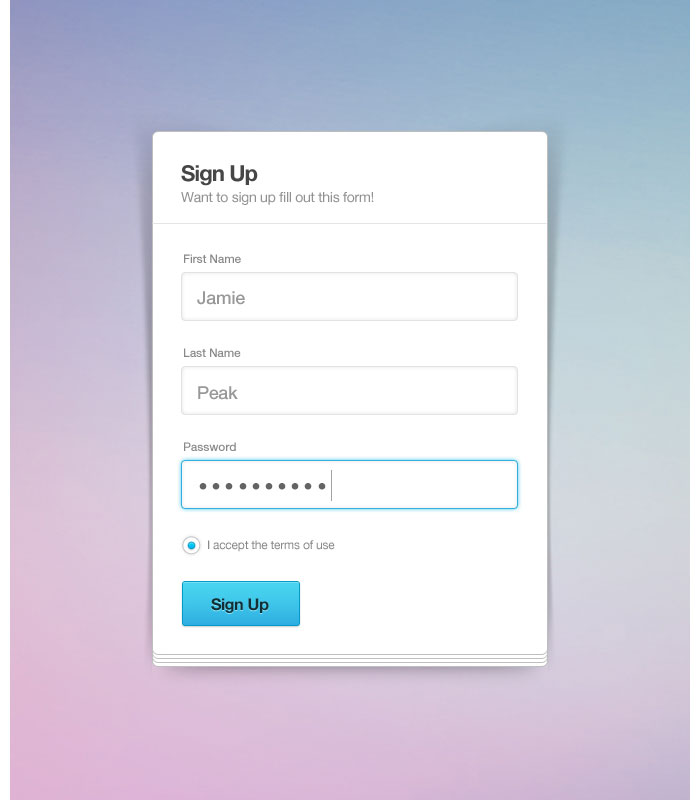 Sign Up
Want to sign up fill out this form!
First Name
Jamie
Last Name
Peak
Password
••••••••••
I accept the terms of use
Sign Up